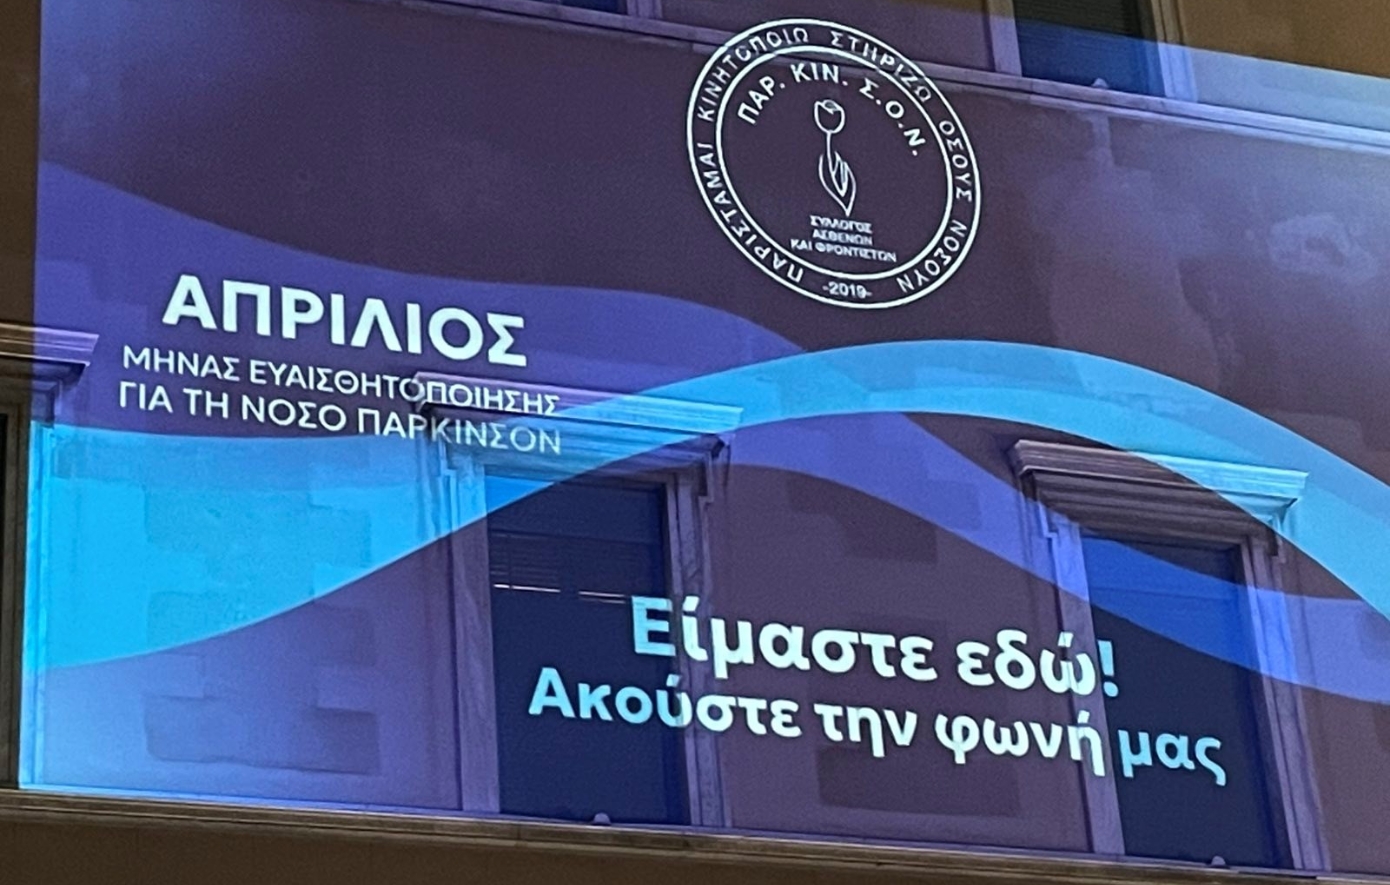 ΠΑΡΙΣΤΑΜΑΙ ΚΙΝΗΤΟΠΟΙΩ ΣΤΗΡΙΖΩ ΟΣΟΥΣ ΝΟΣΟΥΝ
ΠΑΡ. ΚΙΝ. Σ.Ο.Ν.
ΣΥΛΛΟΓΟΣ
ΑΣΘΕΝΩΝ
ΚΑΙ ΦΡΟΝΤΙΣΤΩΝ
-2019-
ΑΠΡΙΛΙΟΣ
ΜΗΝΑΣ ΕΥΑΙΣΘΗΤΟΠΟΙΗΣΗΣ
ΓΙΑ ΤΗ ΝΟΣΟ ΠΑΡΚΙΝΣΟΝ
Είμαστε εδώ!
Ακούστε την φωνή μας